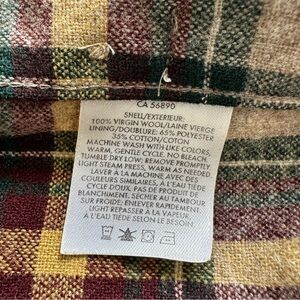 CA 56890
SHELL/EXTERIEUR:
100% VIRGIN WOOL/LAINE VIERGE
LINING/DOUBLURE: 65% POLYESTER
35% COTTON/COTON
MACHINE WASH WITH LIKE COLORS,
WARM, GENTLE CYCLE. NO BLEACH.
TUMBLE DRY LOW; REMOVE PROMPTLY.
LIGHT STEAM PRESS, WARM AS NEEDED.
LAVER A LA MACHINE AVEC DES
COULEURS SIMILAIRES, A L'EAU TIEDE,
CYCLE DOUX. PAS DE PRODUIT DE
BLANCHIMENT. SECHER AU TAMBOUR
SUR FROIDE; ENLEVER RAPIDEMENT.
REPASSER LEGER A LA VAPEUR,
A L'EAU TIEDE SELON LE BESOIN